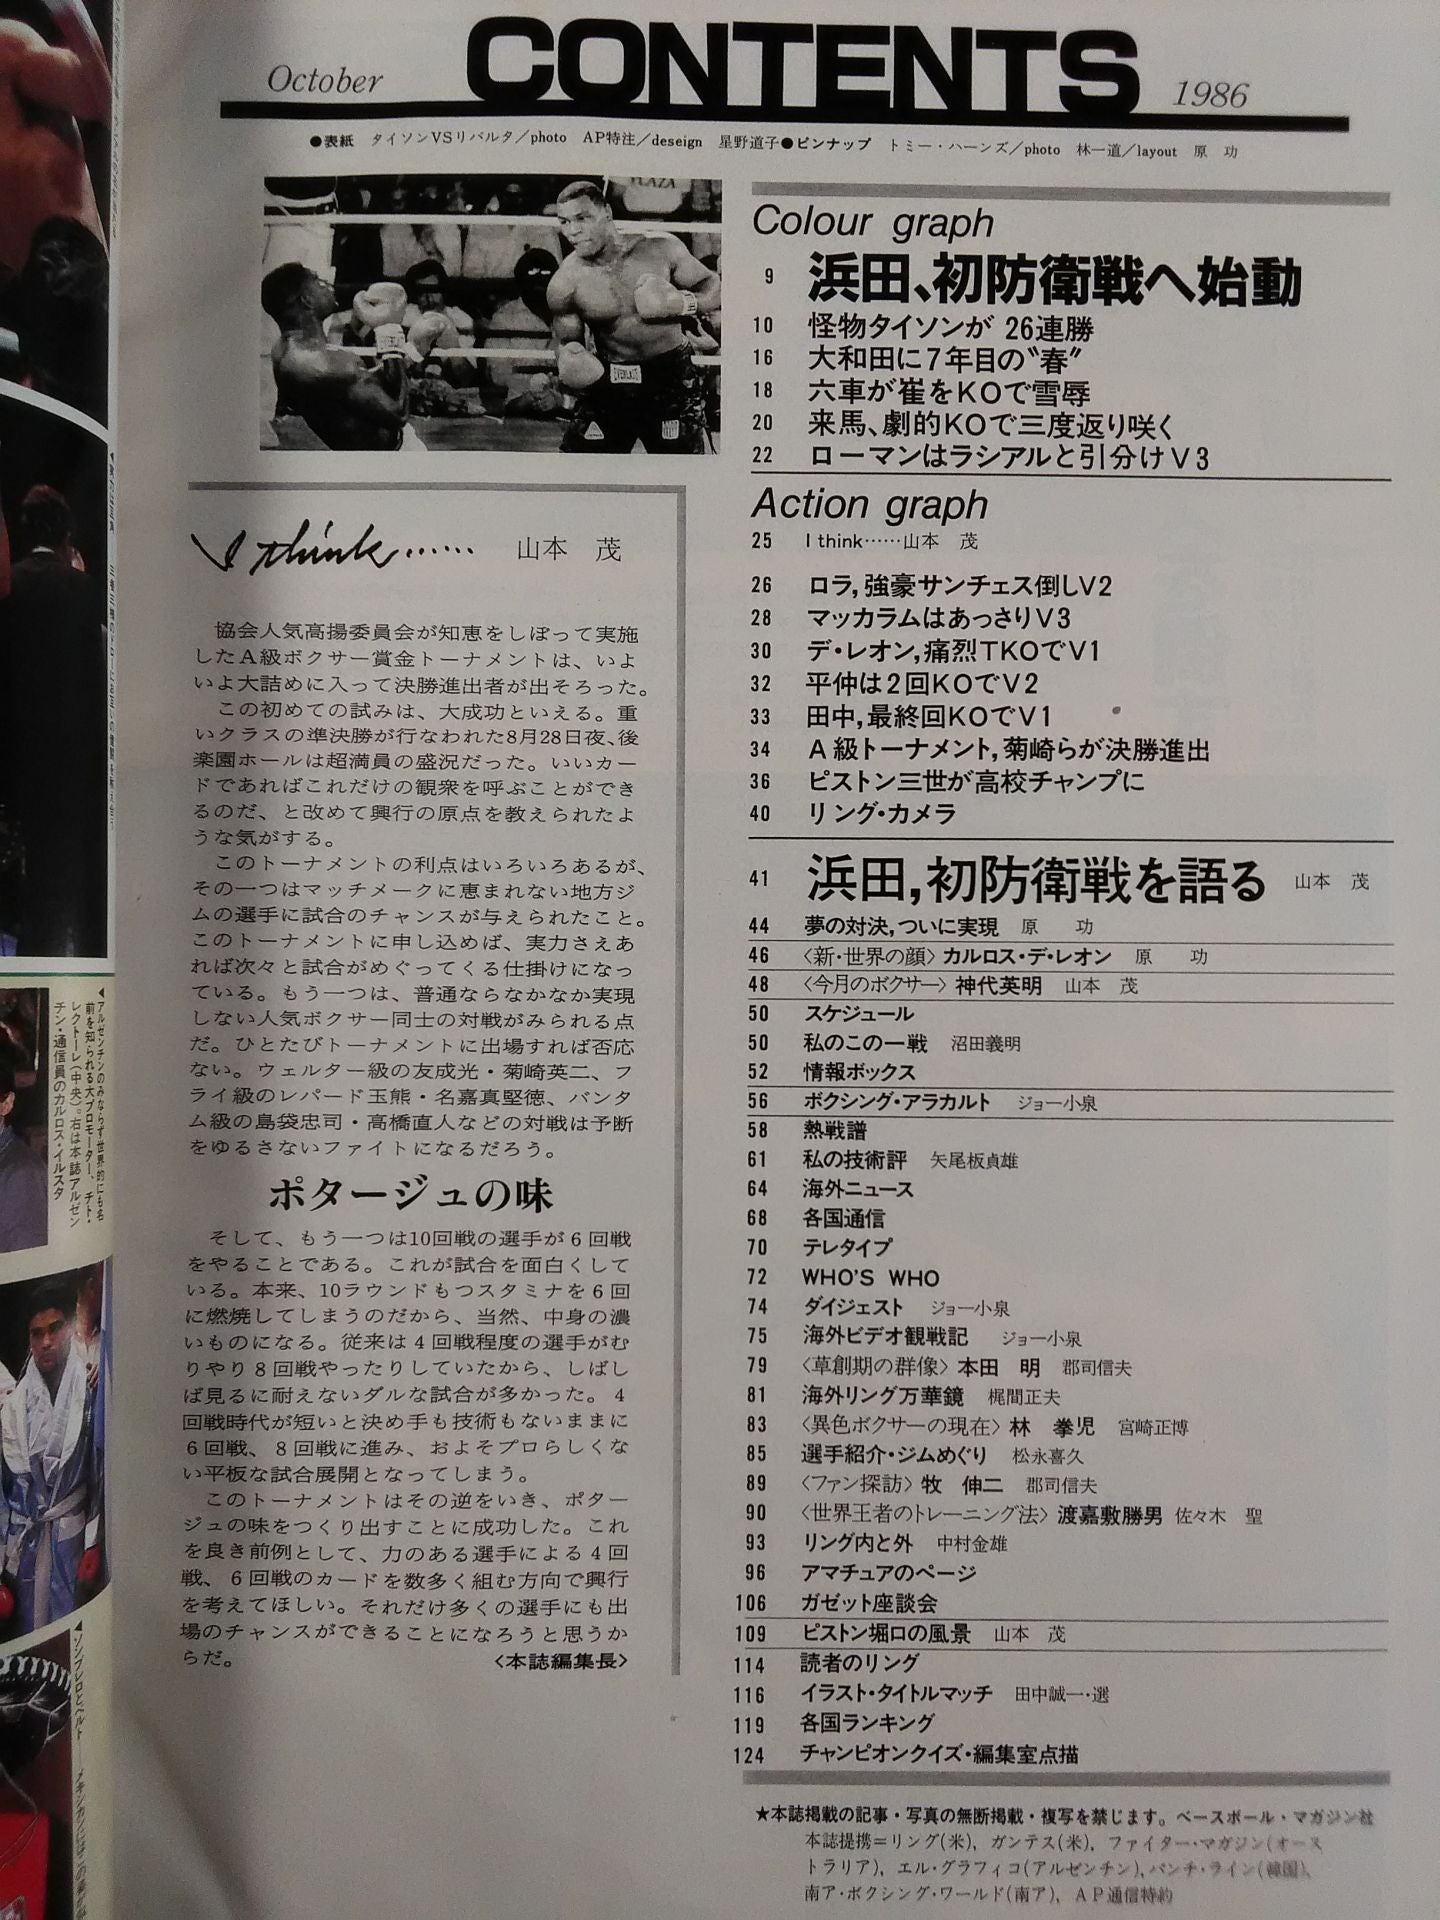 October
CONTENTS
1986
●表紙　タイソンVSリバルタ／photo　AP特注／deseign　星野道子●ピンナップ　トミー・ハーンズ／photo　林一道／layout　原　功
PLAZA
EVERLAST
I think……　山本　茂
　協会人気高揚委員会が知恵をしぼって実施
したA級ボクサー賞金トーナメントは、いよ
いよ大詰めに入って決勝進出者が出そろった。
　この初めての試みは、大成功といえる。重
いクラスの準決勝が行なわれた8月28日夜、後
楽園ホールは超満員の盛況だった。いいカー
ドであればこれだけの観衆を呼ぶことができ
るのだ、と改めて興行の原点を教えられたよ
うな気がする。
　このトーナメントの利点はいろいろあるが、
その一つはマッチメークに恵まれない地方ジ
ムの選手に試合のチャンスが与えられたこと。
このトーナメントに申し込めば、実力さえあ
れば次々と試合がめぐってくる仕掛けになっ
ている。もう一つは、普通ならなかなか実現
しない人気ボクサー同士の対戦がみられる点
だ。ひとたびトーナメントに出場すれば否応
ない。ウェルター級の友成光・菊崎英二、フ
ライ級のレパード玉熊・名嘉真堅徳、バンタ
ム級の島袋忠司・高橋直人などの対戦は予断
をゆるさないファイトになるだろう。
ポタージュの味
　そして、もう一つは10回戦の選手が6回戦
をやることである。これが試合を面白くして
いる。本来、10ラウンドもつスタミナを6回
に燃焼してしまうのだから、当然、中身の濃
いものになる。従来は4回戦程度の選手がむ
りやり8回戦やったりしていたから、しばし
ば見るに耐えないダルな試合が多かった。4
回戦時代が短いと決め手も技術もないままに
6回戦、8回戦に進み、およそプロらしくな
い平板な試合展開となってしまう。
　このトーナメントはその逆をいき、ポター
ジュの味をつくり出すことに成功した。これ
を良き前例として、力のある選手による4回
戦、6回戦のカードを数多く組む方向で興行
を考えてほしい。それだけ多くの選手にも出
場のチャンスができることになろうと思うか
らだ。　〈本誌編集長〉
Colour graph
9　浜田、初防衛戦へ始動
10　怪物タイソンが 26連勝
16　大和田に7年目の〝春〟
18　六車が崔をKOで雪辱
20　来馬、劇的KOで三度返り咲く
22　ローマンはラシアルと引分けV3
Action graph
25　I think……山本　茂
26　ロラ，強豪サンチェス倒しV2
28　マッカラムはあっさりV3
30　デ・レオン，痛烈TKOでV1
32　平仲は2回KOでV2
33　田中，最終回KOでV1
34　A級トーナメント，菊崎らが決勝進出
36　ピストン三世が高校チャンプに
40　リング・カメラ
41　浜田，初防衛戦を語る　山本　茂
44　夢の対決，ついに実現　原　功
46　〈新・世界の顔〉カルロス・デ・レオン　原　功
48　〈今月のボクサー〉神代英明　山本　茂
50　スケジュール
50　私のこの一戦　沼田義明
52　情報ボックス
56　ボクシング・アラカルト　ジョー小泉
58　熱戦譜
61　私の技術評　矢尾板貞雄
64　海外ニュース
68　各国通信
70　テレタイプ
72　WHO'S WHO
74　ダイジェスト　ジョー小泉
75　海外ビデオ観戦記　ジョー小泉
79　〈草創期の群像〉本田　明　郡司信夫
81　海外リング万華鏡　梶間正夫
83　〈異色ボクサーの現在〉林　拳児　宮崎正博
85　選手紹介・ジムめぐり　松永喜久
89　〈ファン探訪〉牧　伸二　郡司信夫
90　〈世界王者のトレーニング法〉渡嘉敷勝男　佐々木　聖
93　リング内と外　中村金雄
96　アマチュアのページ
106　ガゼット座談会
109　ピストン堀口の風景　山本　茂
114　読者のリング
116　イラスト・タイトルマッチ　田中誠一・選
119　各国ランキング
124　チャンピオンクイズ・編集室点描
★本誌掲載の記事・写真の無断掲載・複写を禁じます。ベースボール・マガジン社
本誌提携＝リング(米)，ガンテス(米)，ファイター・マガジン(オース
トラリア)，エル・グラフィコ(アルゼンチン)，パンチ・ライン(韓国)，
南ア・ボクシング・ワールド(南ア)，AP通信特約
◀アルゼンチンのみならず世界的にも名
前を知られる大プロモーター、チト・
レクトーレ(中央)。右は本誌アルゼン
チン・通信員のカルロス・イルスタ